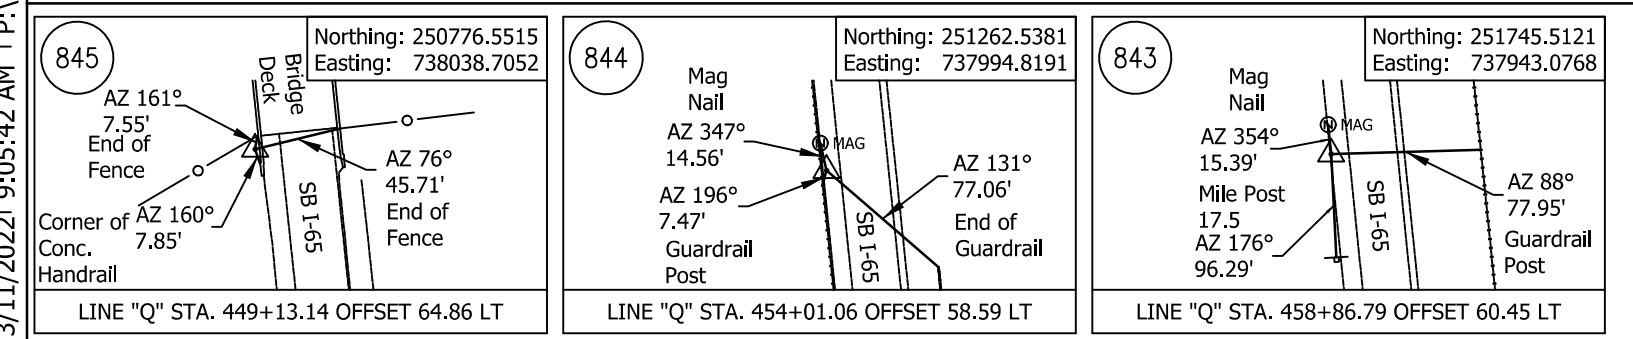 3/11/2022 9:05:42 AM
845
Northing: 250776.5515
Easting: 738038.7052
Bridge
Deck
AZ 161°
7.55'
End of
Fence
AZ 76°
45.71'
End of
Fence
Corner of
Conc.
Handrail
AZ 160°
7.85'
SB I-65
LINE "Q" STA. 449+13.14 OFFSET 64.86 LT
844
Northing: 251262.5381
Easting: 737994.8191
Mag
Nail
AZ 347°
14.56'
N MAG
AZ 131°
77.06'
End of
Guardrail
AZ 196°
7.47'
Guardrail
Post
SB I-65
LINE "Q" STA. 454+01.06 OFFSET 58.59 LT
843
Northing: 251745.5121
Easting: 737943.0768
Mag
Nail
AZ 354°
15.39'
N MAG
Mile Post
17.5
AZ 176°
96.29'
SB I-65
AZ 88°
77.95'
Guardrail
Post
LINE "Q" STA. 458+86.79 OFFSET 60.45 LT